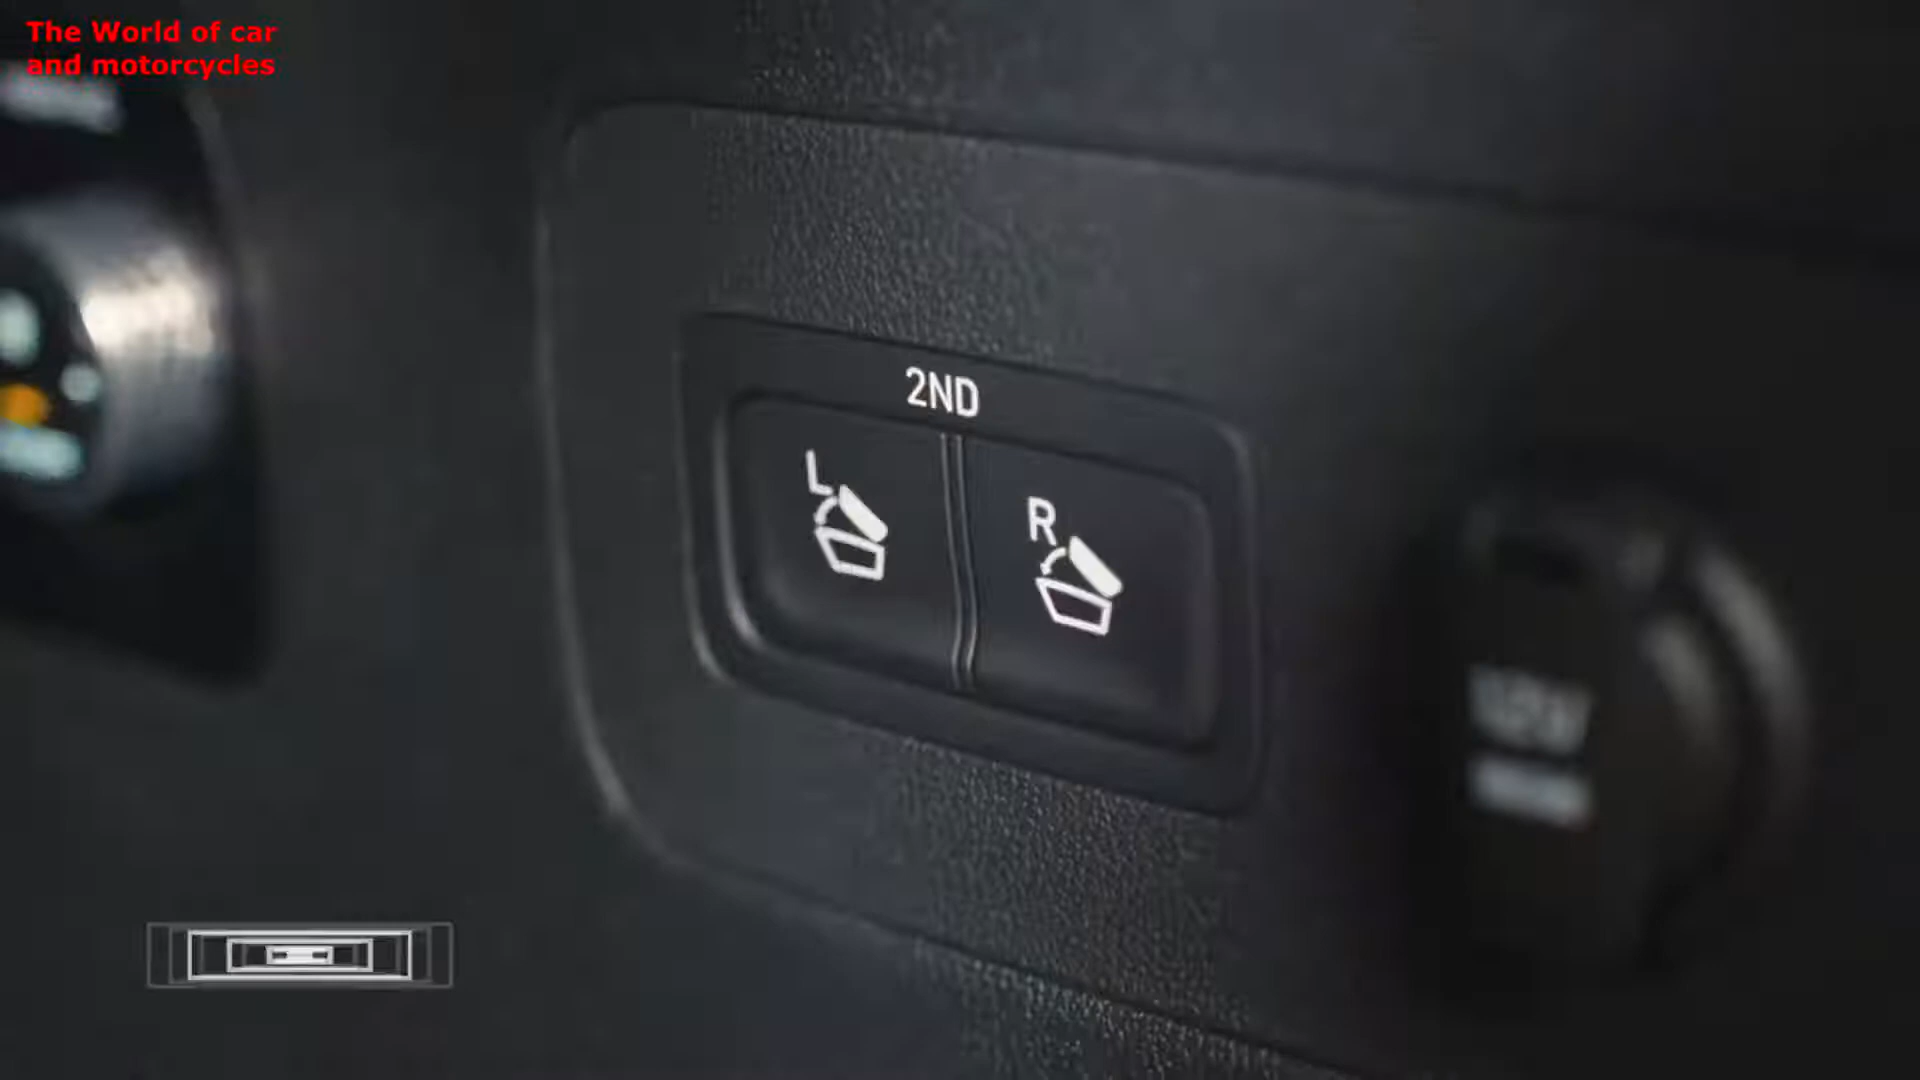 The World of car
and motorcycles
2ND
L
R